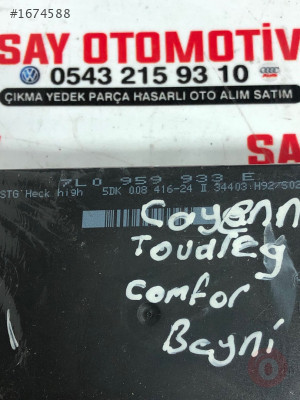 #1674588
SAY OTOMOTİV
0543 215 93 10
ÇIKMA YEDEK PARÇA HASARLI OTO ALIM SATIM
7L0 959 933 E
STG Heck high 5DK 008 416-24 II 34403 H92/S02
Cayenn
Toudreg
Comfor
Beyni